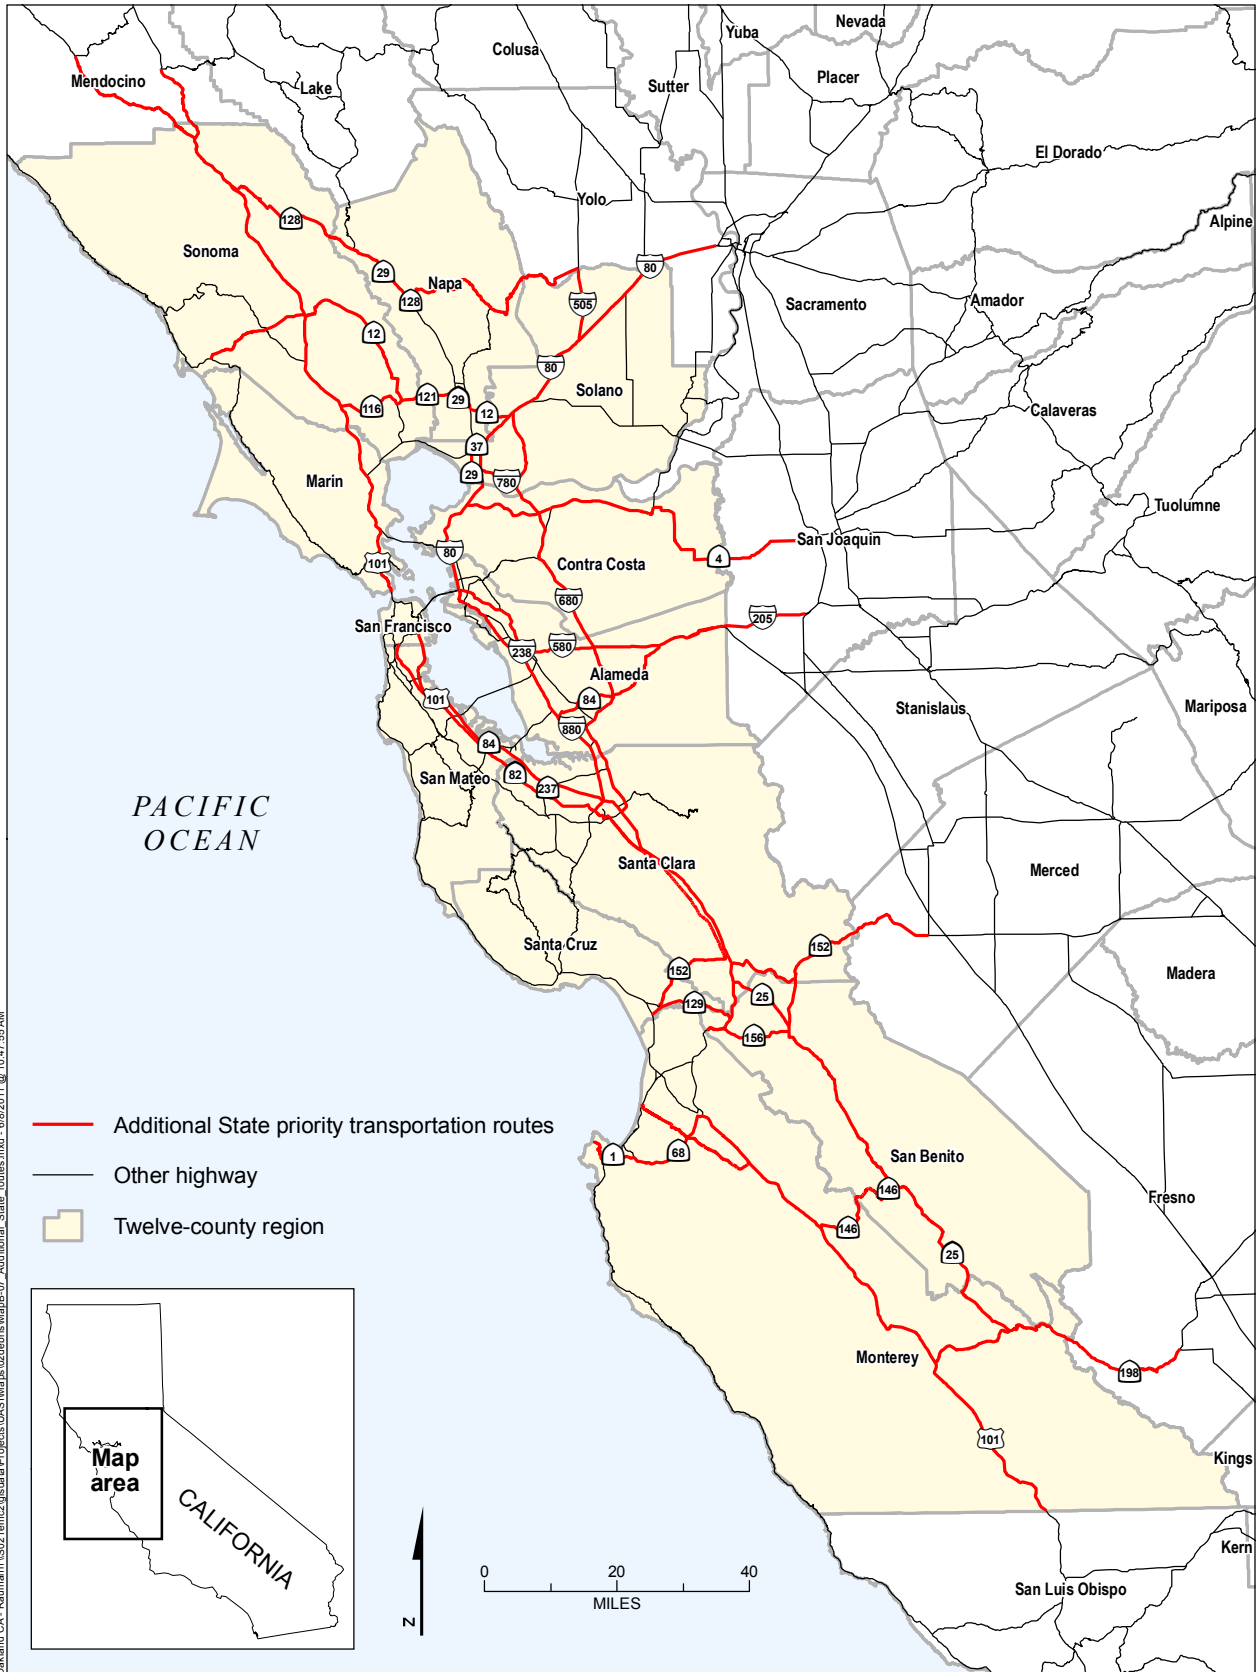 Nevada
Yuba
Colusa
Placer
Mendocino
Lake
Sutter
El Dorado
Yolo
Alpine
128
Sonoma
80
29
Napa
128
505
Sacramento
Amador
12
80
Solano
121
29
116
12
Calaveras
37
29
780
Marin
Tuolumne
80
San Joaquin
4
101
Contra Costa
680
205
San Francisco
238
580
Alameda
84
101
Stanislaus
Mariposa
880
84
82
San Mateo
237
PACIFIC
OCEAN
Santa Clara
Merced
Santa Cruz
152
152
Madera
25
129
156
Additional State priority transportation routes
1
68
San Benito
Other highway
146
Fresno
Twelve-county region
146
25
Monterey
198
101
Map
area
Kings
CALIFORNIA
Kern
0 20 40
MILES
San Luis Obispo
N